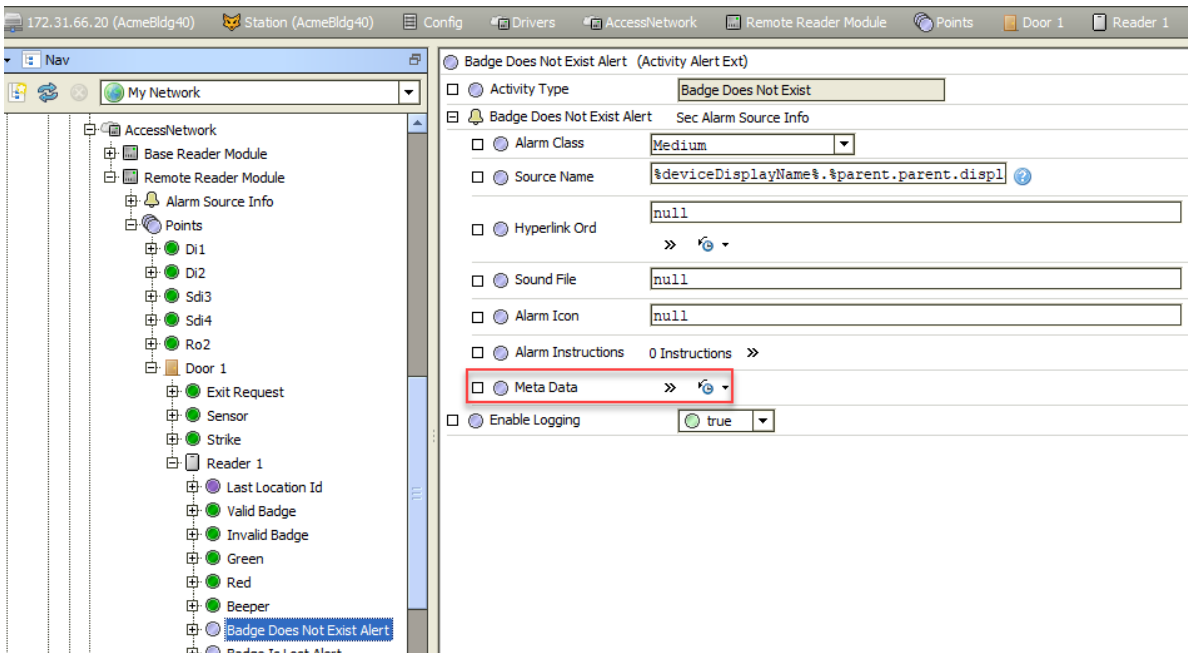 172.31.66.20 (AcmeBldg40) Station (AcmeBldg40) Config Drivers AccessNetwork Remote Reader Module Points Door 1 Reader 1
Nav
My Network
AccessNetwork
Base Reader Module
Remote Reader Module
Alarm Source Info
Points
Di1
Di2
Sdi3
Sdi4
Ro2
Door 1
Exit Request
Sensor
Strike
Reader 1
Last Location Id
Valid Badge
Invalid Badge
Green
Red
Beeper
Badge Does Not Exist Alert
Badge Is Lost Alert
Badge Does Not Exist Alert (Activity Alert Ext)
Activity Type Badge Does Not Exist
Badge Does Not Exist Alert Sec Alarm Source Info
Alarm Class Medium
Source Name %deviceDisplayName%.%parent.parent.displ
Hyperlink Ord null
Sound File null
Alarm Icon null
Alarm Instructions 0 Instructions »
Meta Data »
Enable Logging true